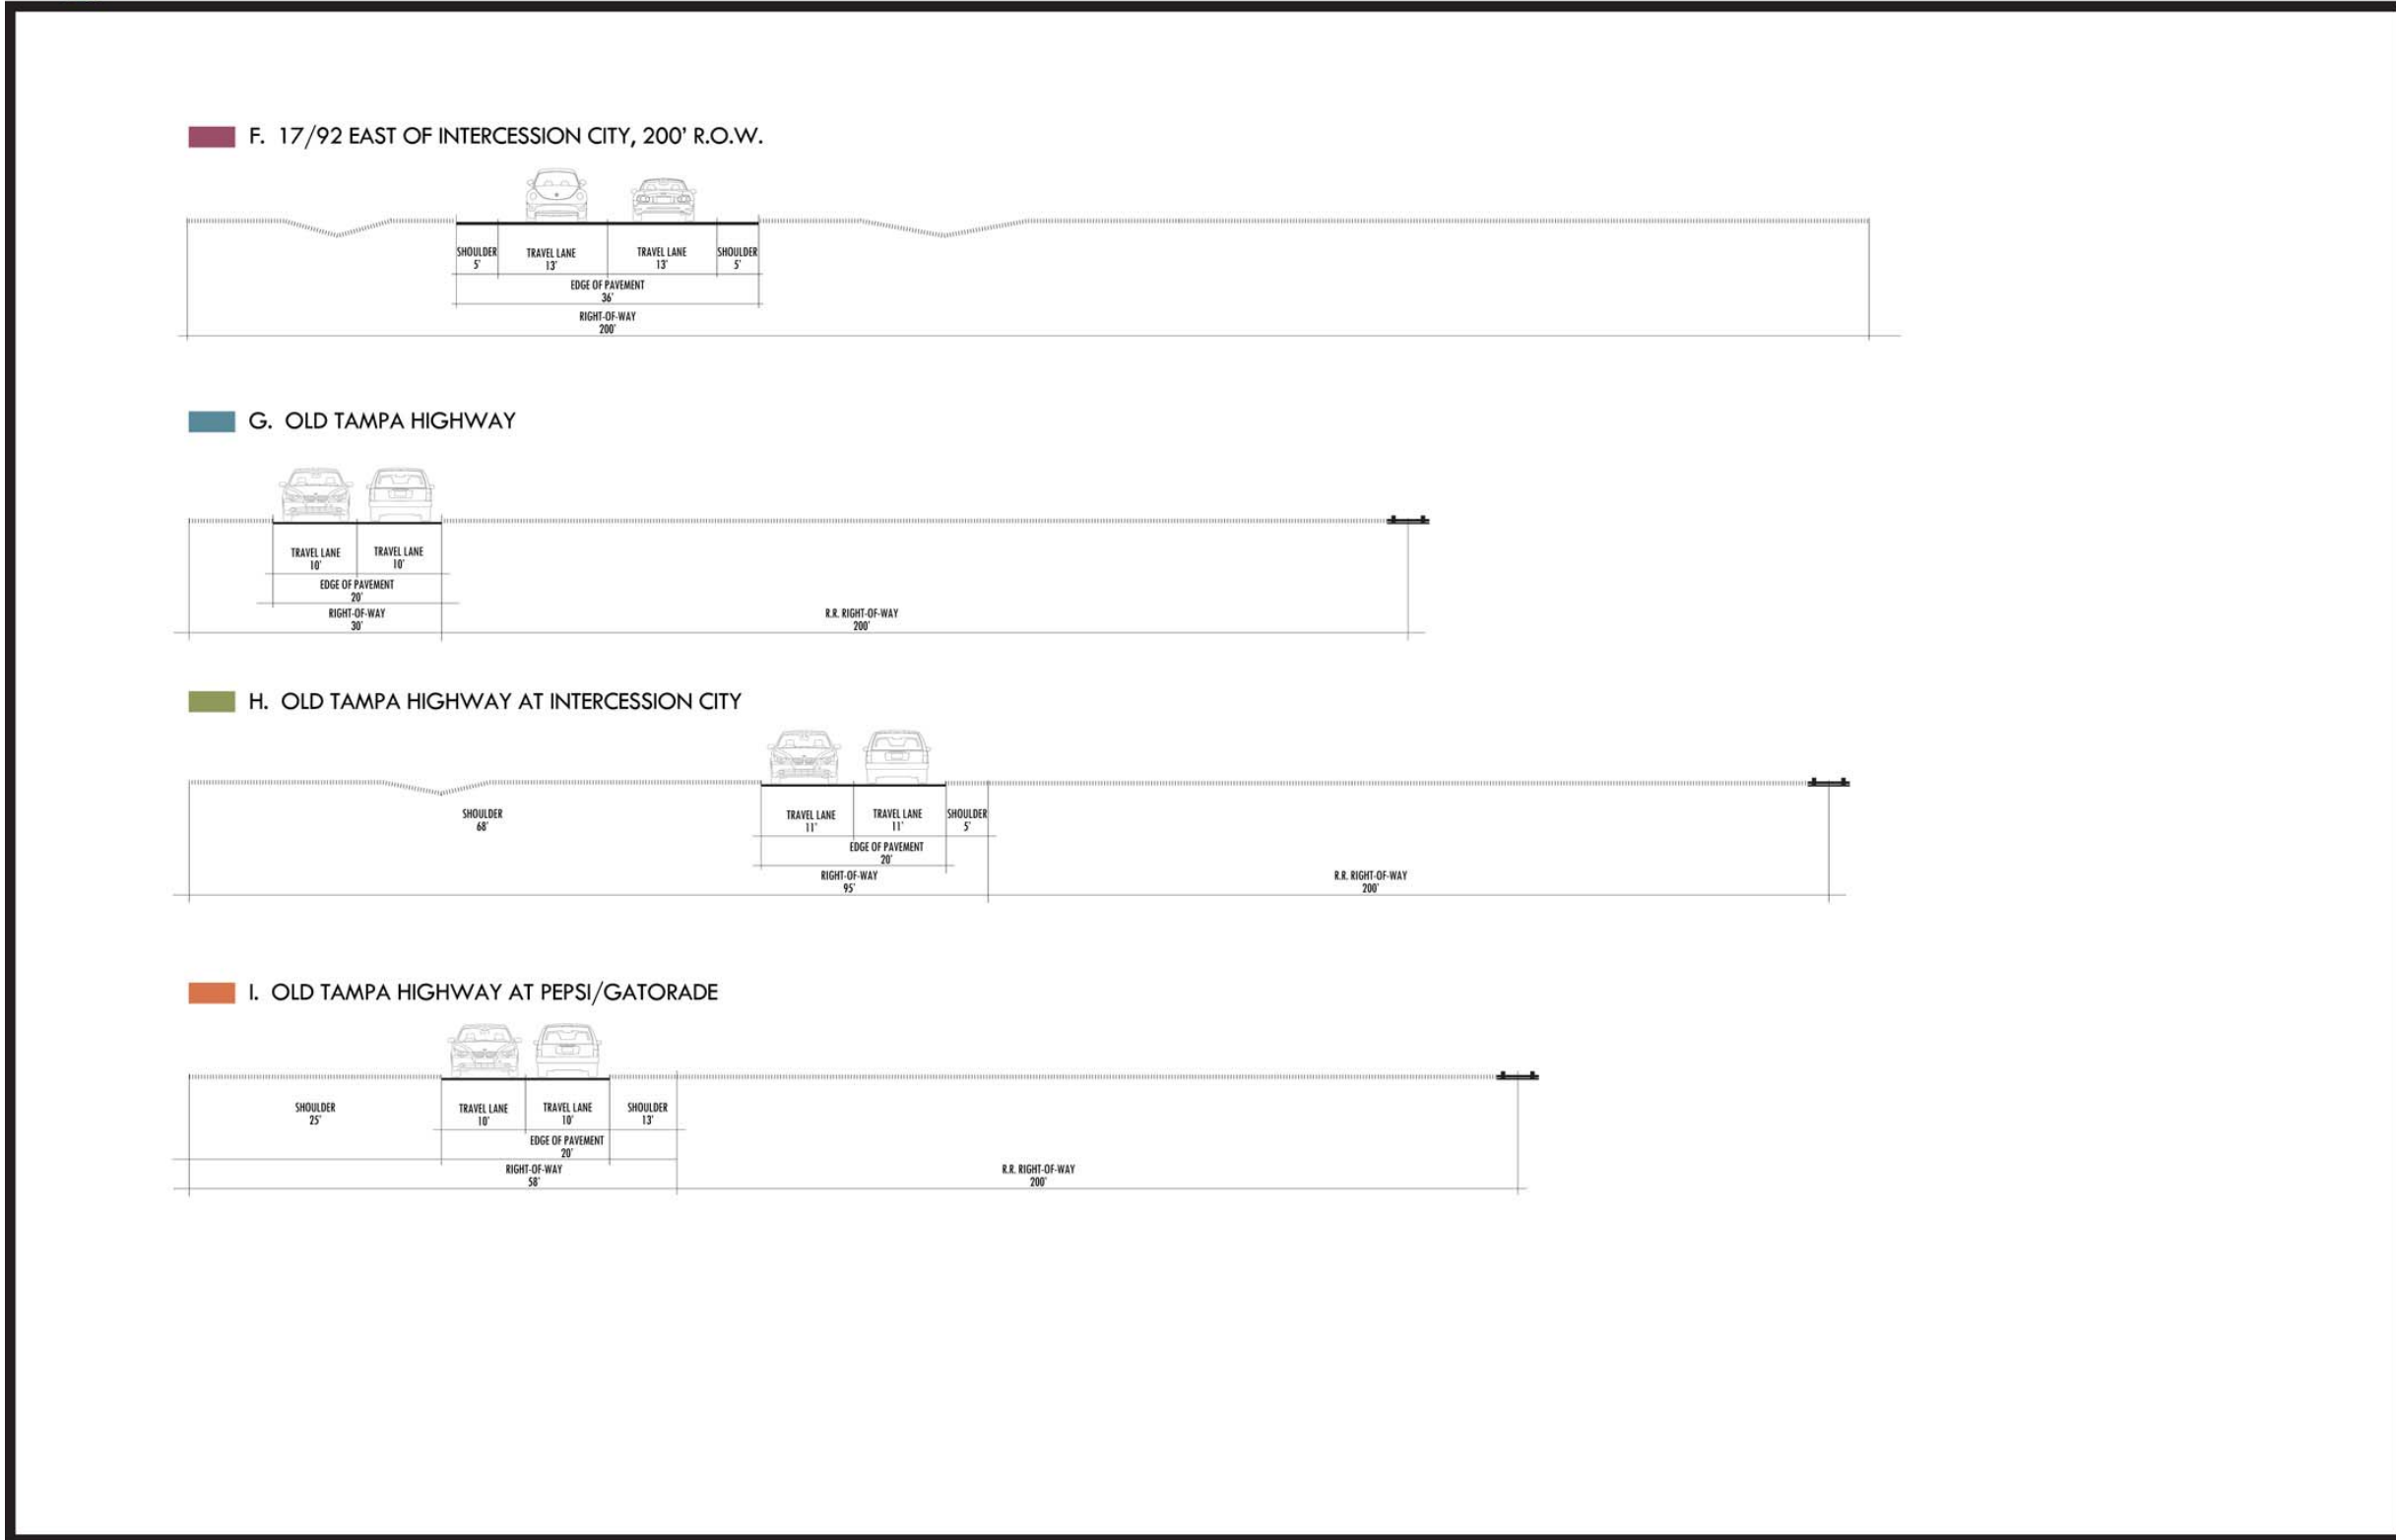 F. 17/92 EAST OF INTERCESSION CITY, 200' R.O.W.
SHOULDER
5'
TRAVEL LANE
13'
TRAVEL LANE
13'
SHOULDER
5'
EDGE OF PAVEMENT
36'
RIGHT-OF-WAY
200'
G. OLD TAMPA HIGHWAY
TRAVEL LANE
10'
TRAVEL LANE
10'
EDGE OF PAVEMENT
20'
RIGHT-OF-WAY
30'
R.R. RIGHT-OF-WAY
200'
H. OLD TAMPA HIGHWAY AT INTERCESSION CITY
SHOULDER
68'
TRAVEL LANE
11'
TRAVEL LANE
11'
SHOULDER
5'
EDGE OF PAVEMENT
20'
RIGHT-OF-WAY
95'
R.R. RIGHT-OF-WAY
200'
I. OLD TAMPA HIGHWAY AT PEPSI/GATORADE
SHOULDER
25'
TRAVEL LANE
10'
TRAVEL LANE
10'
SHOULDER
13'
EDGE OF PAVEMENT
20'
RIGHT-OF-WAY
58'
R.R. RIGHT-OF-WAY
200'